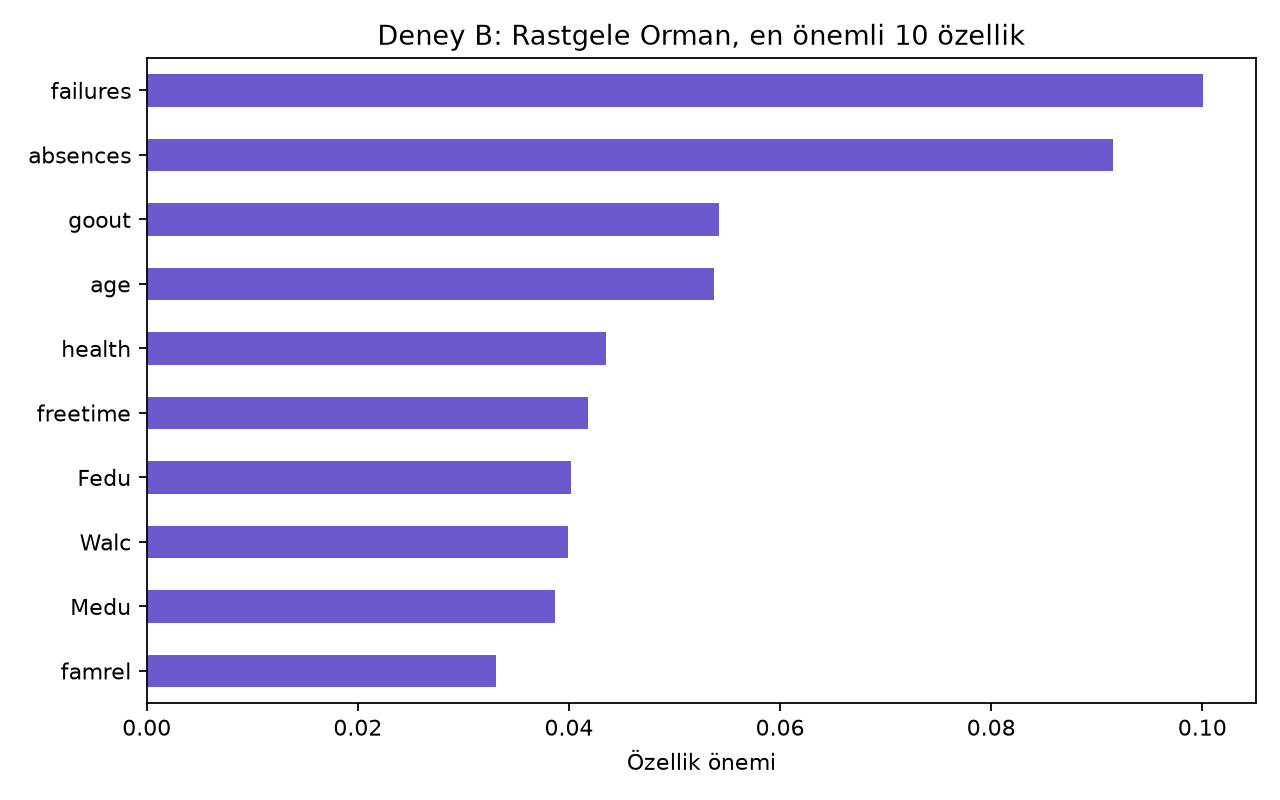 Deney B: Rastgele Orman, en önemli 10 özellik
failures
absences
goout
age
health
freetime
Fedu
Walc
Medu
famrel
0.00 0.02 0.04 0.06 0.08 0.10
Özellik önemi